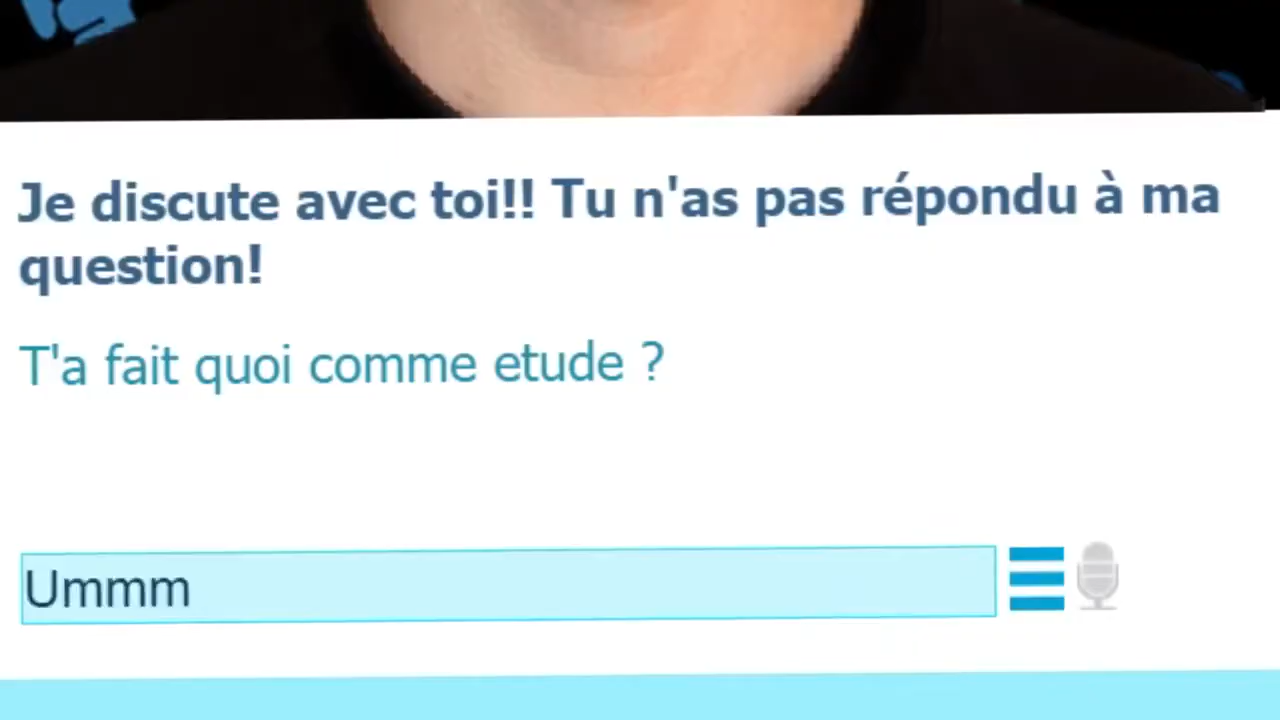 Je discute avec toi!! Tu n'as pas répondu à ma
question!
T'a fait quoi comme etude ?
Ummm